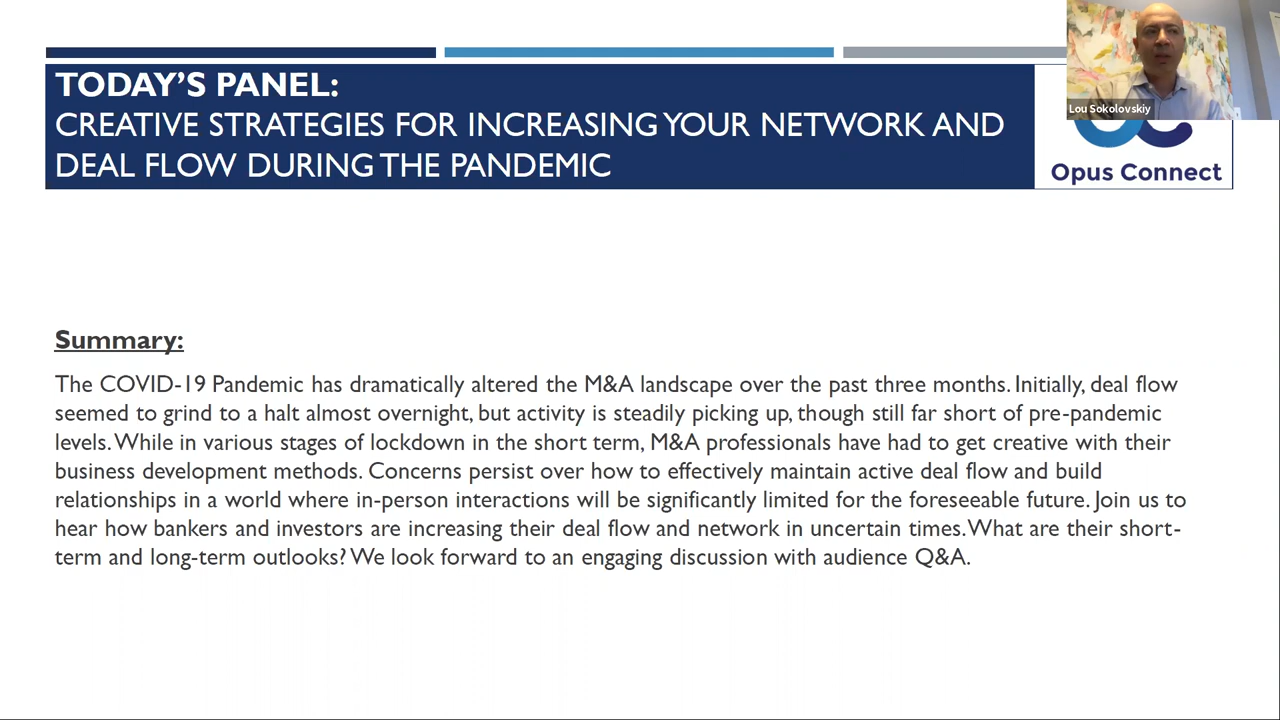 TODAY'S PANEL:
CREATIVE STRATEGIES FOR INCREASING YOUR NETWORK AND
DEAL FLOW DURING THE PANDEMIC
Lou Sokolovskiy
Opus Connect
Summary:
The COVID-19 Pandemic has dramatically altered the M&A landscape over the past three months. Initially, deal flow
seemed to grind to a halt almost overnight, but activity is steadily picking up, though still far short of pre-pandemic
levels. While in various stages of lockdown in the short term, M&A professionals have had to get creative with their
business development methods. Concerns persist over how to effectively maintain active deal flow and build
relationships in a world where in-person interactions will be significantly limited for the foreseeable future. Join us to
hear how bankers and investors are increasing their deal flow and network in uncertain times. What are their short-
term and long-term outlooks? We look forward to an engaging discussion with audience Q&A.